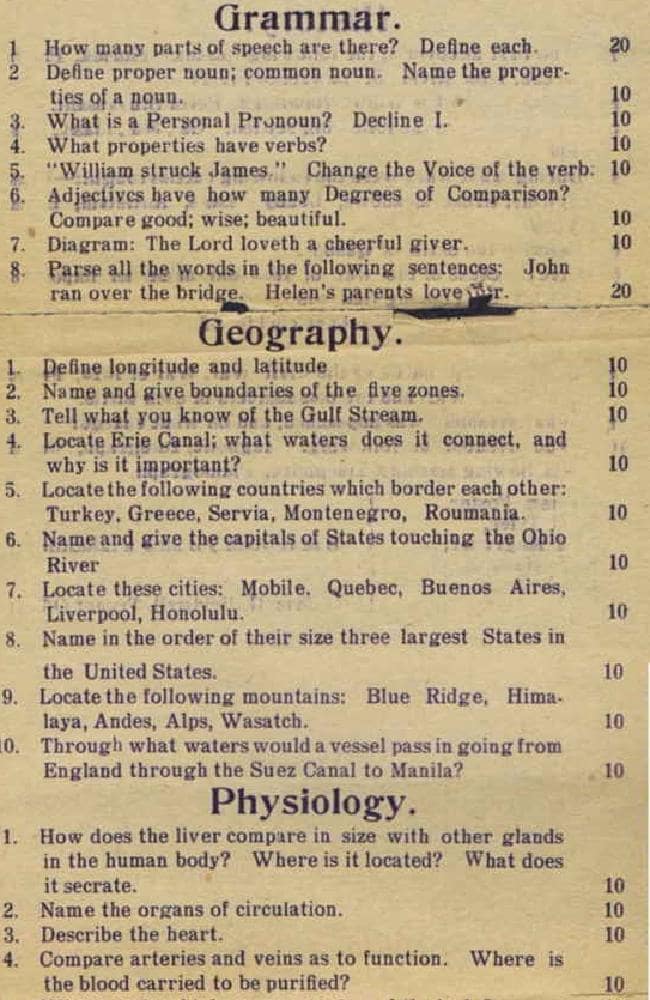 Grammar.
1 How many parts of speech are there? Define each. 20
2 Define proper noun; common noun. Name the proper-
ties of a noun. 10
3. What is a Personal Pronoun? Decline I. 10
4. What properties have verbs? 10
5. "William struck James." Change the Voice of the verb. 10
6. Adjectives have how many Degrees of Comparison?
Compare good; wise; beautiful. 10
7. Diagram: The Lord loveth a cheerful giver. 10
8. Parse all the words in the following sentences: John
ran over the bridge. Helen's parents love 20
Geography.
1. Define longitude and latitude 10
2. Name and give boundaries of the five zones. 10
3. Tell what you know of the Gulf Stream. 10
4. Locate Erie Canal; what waters does it connect, and
why is it important? 10
5. Locate the following countries which border each other:
Turkey, Greece, Servia, Montenegro, Roumania. 10
6. Name and give the capitals of States touching the Ohio
River 10
7. Locate these cities: Mobile, Quebec, Buenos Aires,
Liverpool, Honolulu. 10
8. Name in the order of their size three largest States in
the United States. 10
9. Locate the following mountains: Blue Ridge, Hima-
laya, Andes, Alps, Wasatch. 10
10. Through what waters would a vessel pass in going from
England through the Suez Canal to Manila? 10
Physiology.
1. How does the liver compare in size with other glands
in the human body? Where is it located? What does
it secrate. 10
2. Name the organs of circulation. 10
3. Describe the heart. 10
4. Compare arteries and veins as to function. Where is
the blood carried to be purified? 10